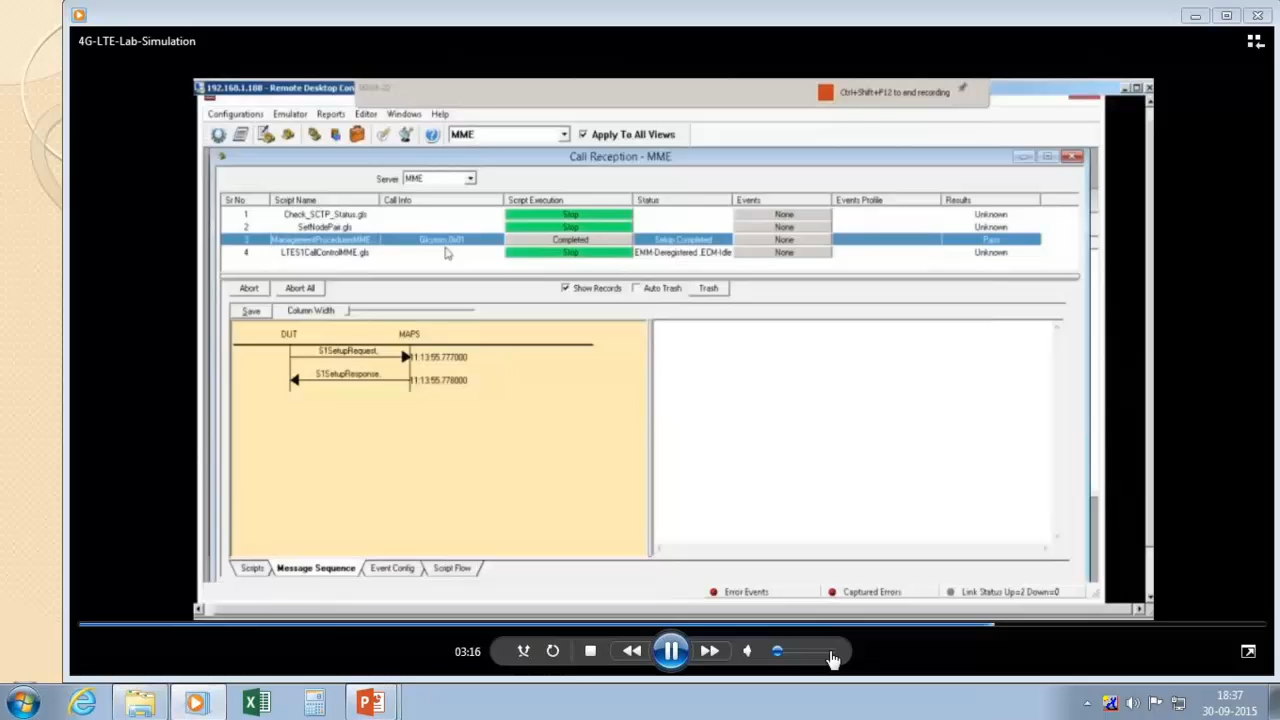 4G-LTE-Lab-Simulation
192.168.1.188 - Remote Desktop Con
Ctrl+Shift+F12 to end recording
Configurations Emulator Reports Editor Windows Help
MME Apply To All Views
Call Reception - MME
Server MME
Sr No Script Name Call Info Script Execution Status Events Events Profile Results
1 Check_SCTP_Status.gls Stop None Unknown
2 SetNodePair.gls Stop None Unknown
3 ManagementProceduresMME... Completed Setup Completed None Pass
4 LTES1CallControlMME.gls Stop EMM-Deregistered ,ECM-Idle None Unknown
Abort Abort All Show Records Auto Trash Trash
Save Column Width
DUT MAPS
S1SetupRequest, 11:13:55.777000
S1SetupResponse, 11:13:55.778000
Scripts Message Sequence Event Config Script Flow
Error Events Captured Errors Link Status Up=2 Down=0
03:16
18:37
30-09-2015